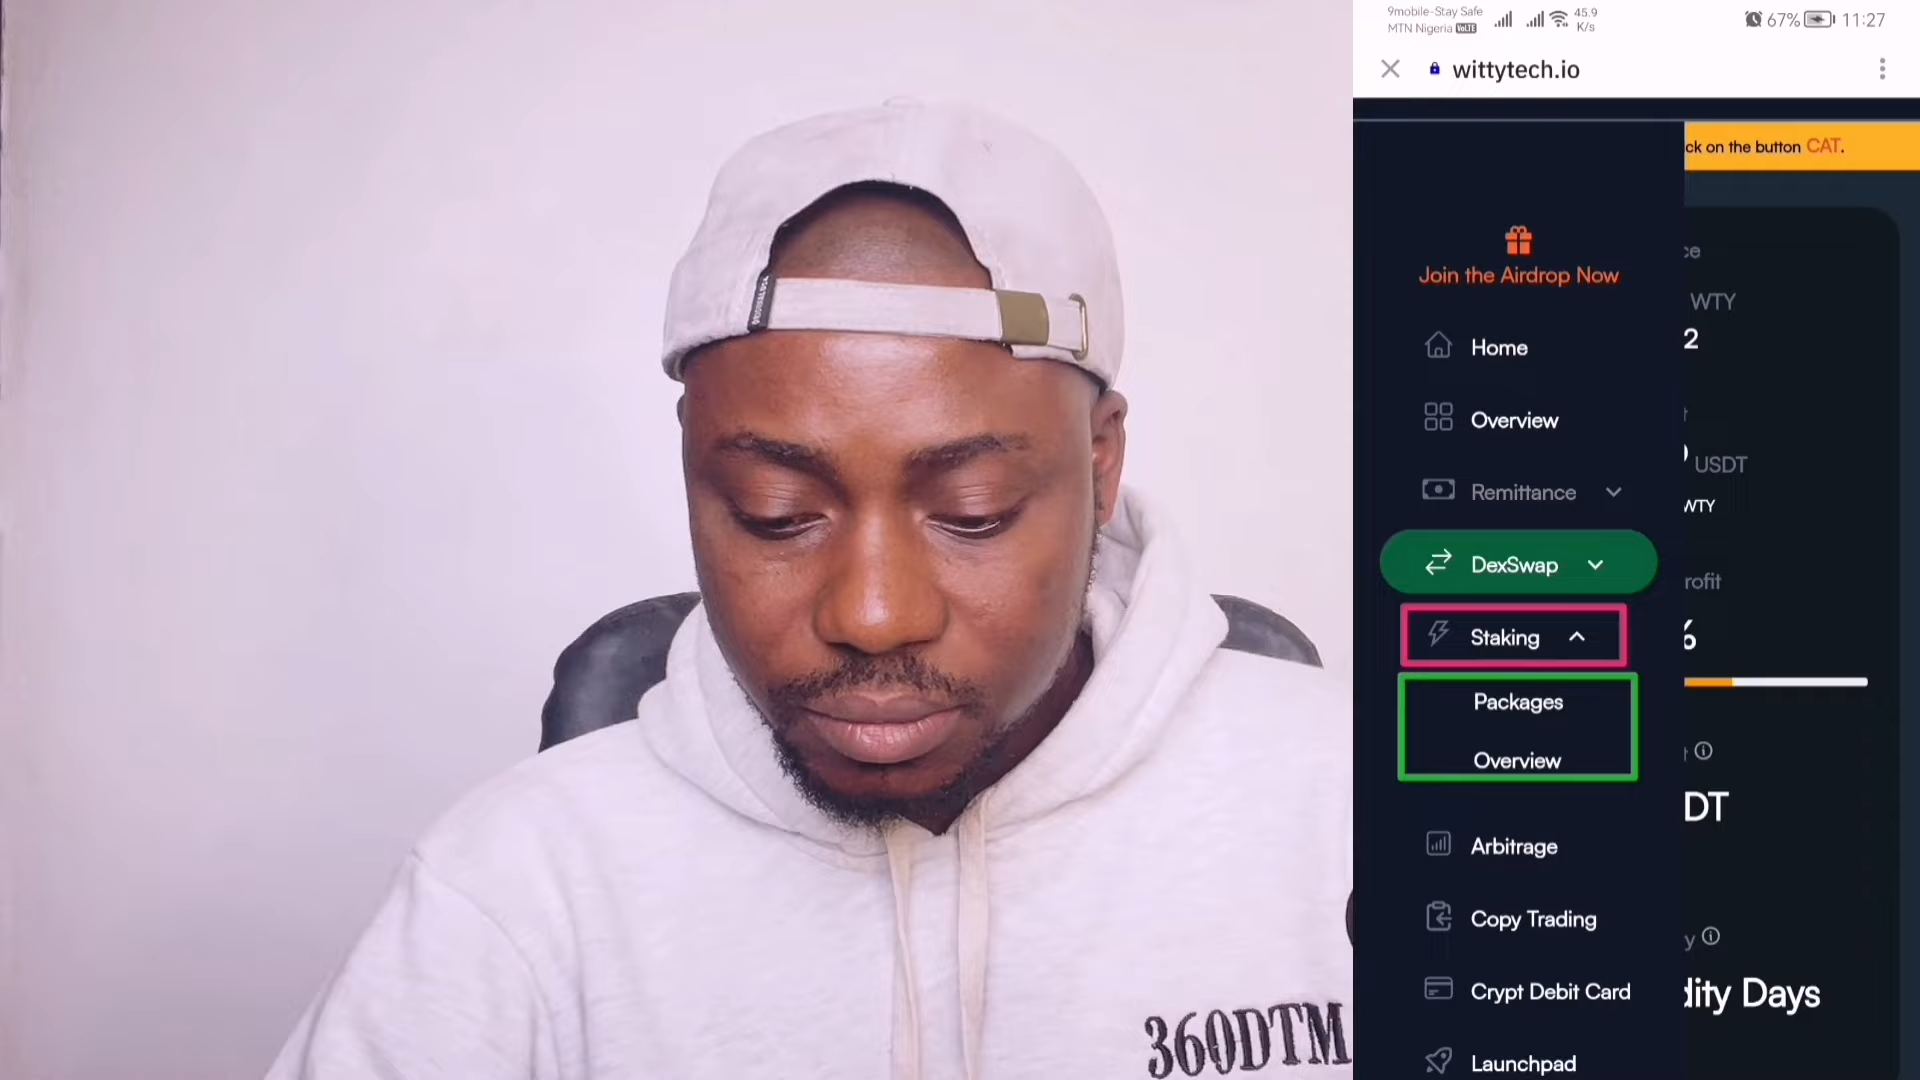 9mobile-Stay Safe
MTN Nigeria VoLTE
45.9
K/s
67%
11:27
wittytech.io
ck on the button CAT.
Join the Airdrop Now
WTY
2
Home
Overview
USDT
WTY
Remittance
DexSwap
rofit
Staking
Packages
Overview
DT
Arbitrage
Copy Trading
y
Crypt Debit Card
dity Days
Launchpad
360DTM